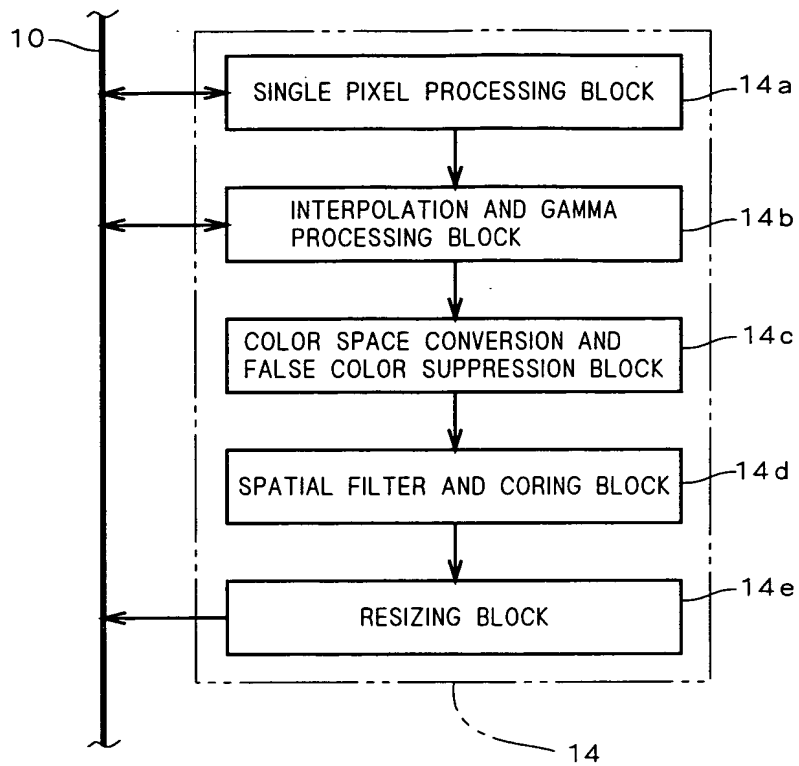 10
SINGLE PIXEL PROCESSING BLOCK
14a
INTERPOLATION AND GAMMA
PROCESSING BLOCK
14b
COLOR SPACE CONVERSION AND
FALSE COLOR SUPPRESSION BLOCK
14c
SPATIAL FILTER AND CORING BLOCK
14d
RESIZING BLOCK
14e
14